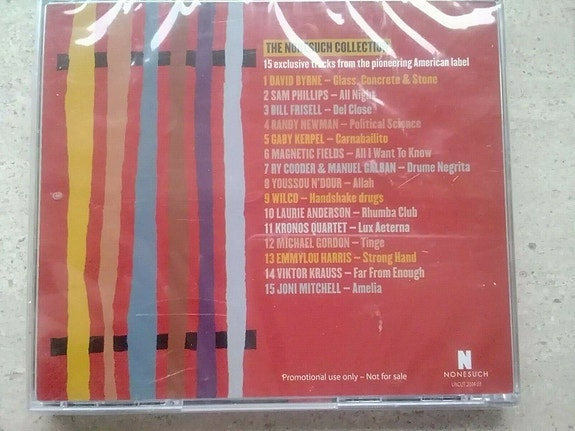 THE NONESUCH COLLECTION
15 exclusive tracks from the pioneering American label
1 DAVID BYRNE – Glass, Concrete & Stone
2 SAM PHILLIPS – All Night
3 BILL FRISELL – Del Close
4 RANDY NEWMAN – Political Science
5 GABY KERPEL – Carnabailito
6 MAGNETIC FIELDS – All I Want To Know
7 RY COODER & MANUEL GALBAN – Drume Negrita
8 YOUSSOU N'DOUR – Allah
9 WILCO – Handshake drugs
10 LAURIE ANDERSON – Rhumba Club
11 KRONOS QUARTET – Lux Aeterna
12 MICHAEL GORDON – Tinge
13 EMMYLOU HARRIS – Strong Hand
14 VIKTOR KRAUSS – Far From Enough
15 JONI MITCHELL – Amelia
N
Promotional use only – Not for sale
NONESUCH
UNCUT